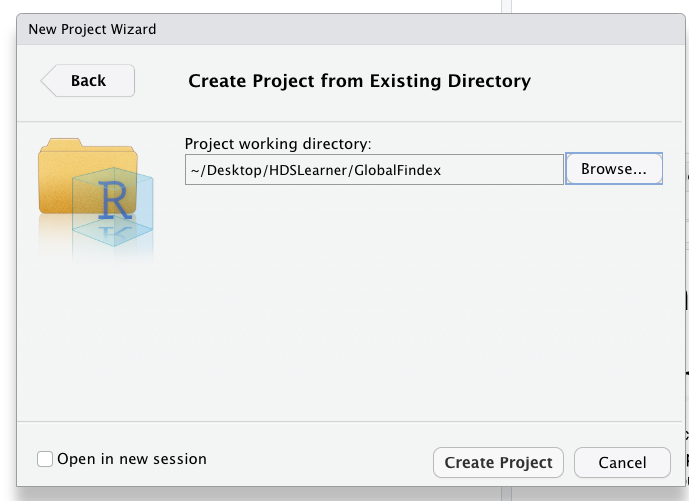 New Project Wizard
Back
Create Project from Existing Directory
Project working directory:
~/Desktop/HDSLearner/GlobalFindex
Browse...
R
Open in new session
Create Project
Cancel